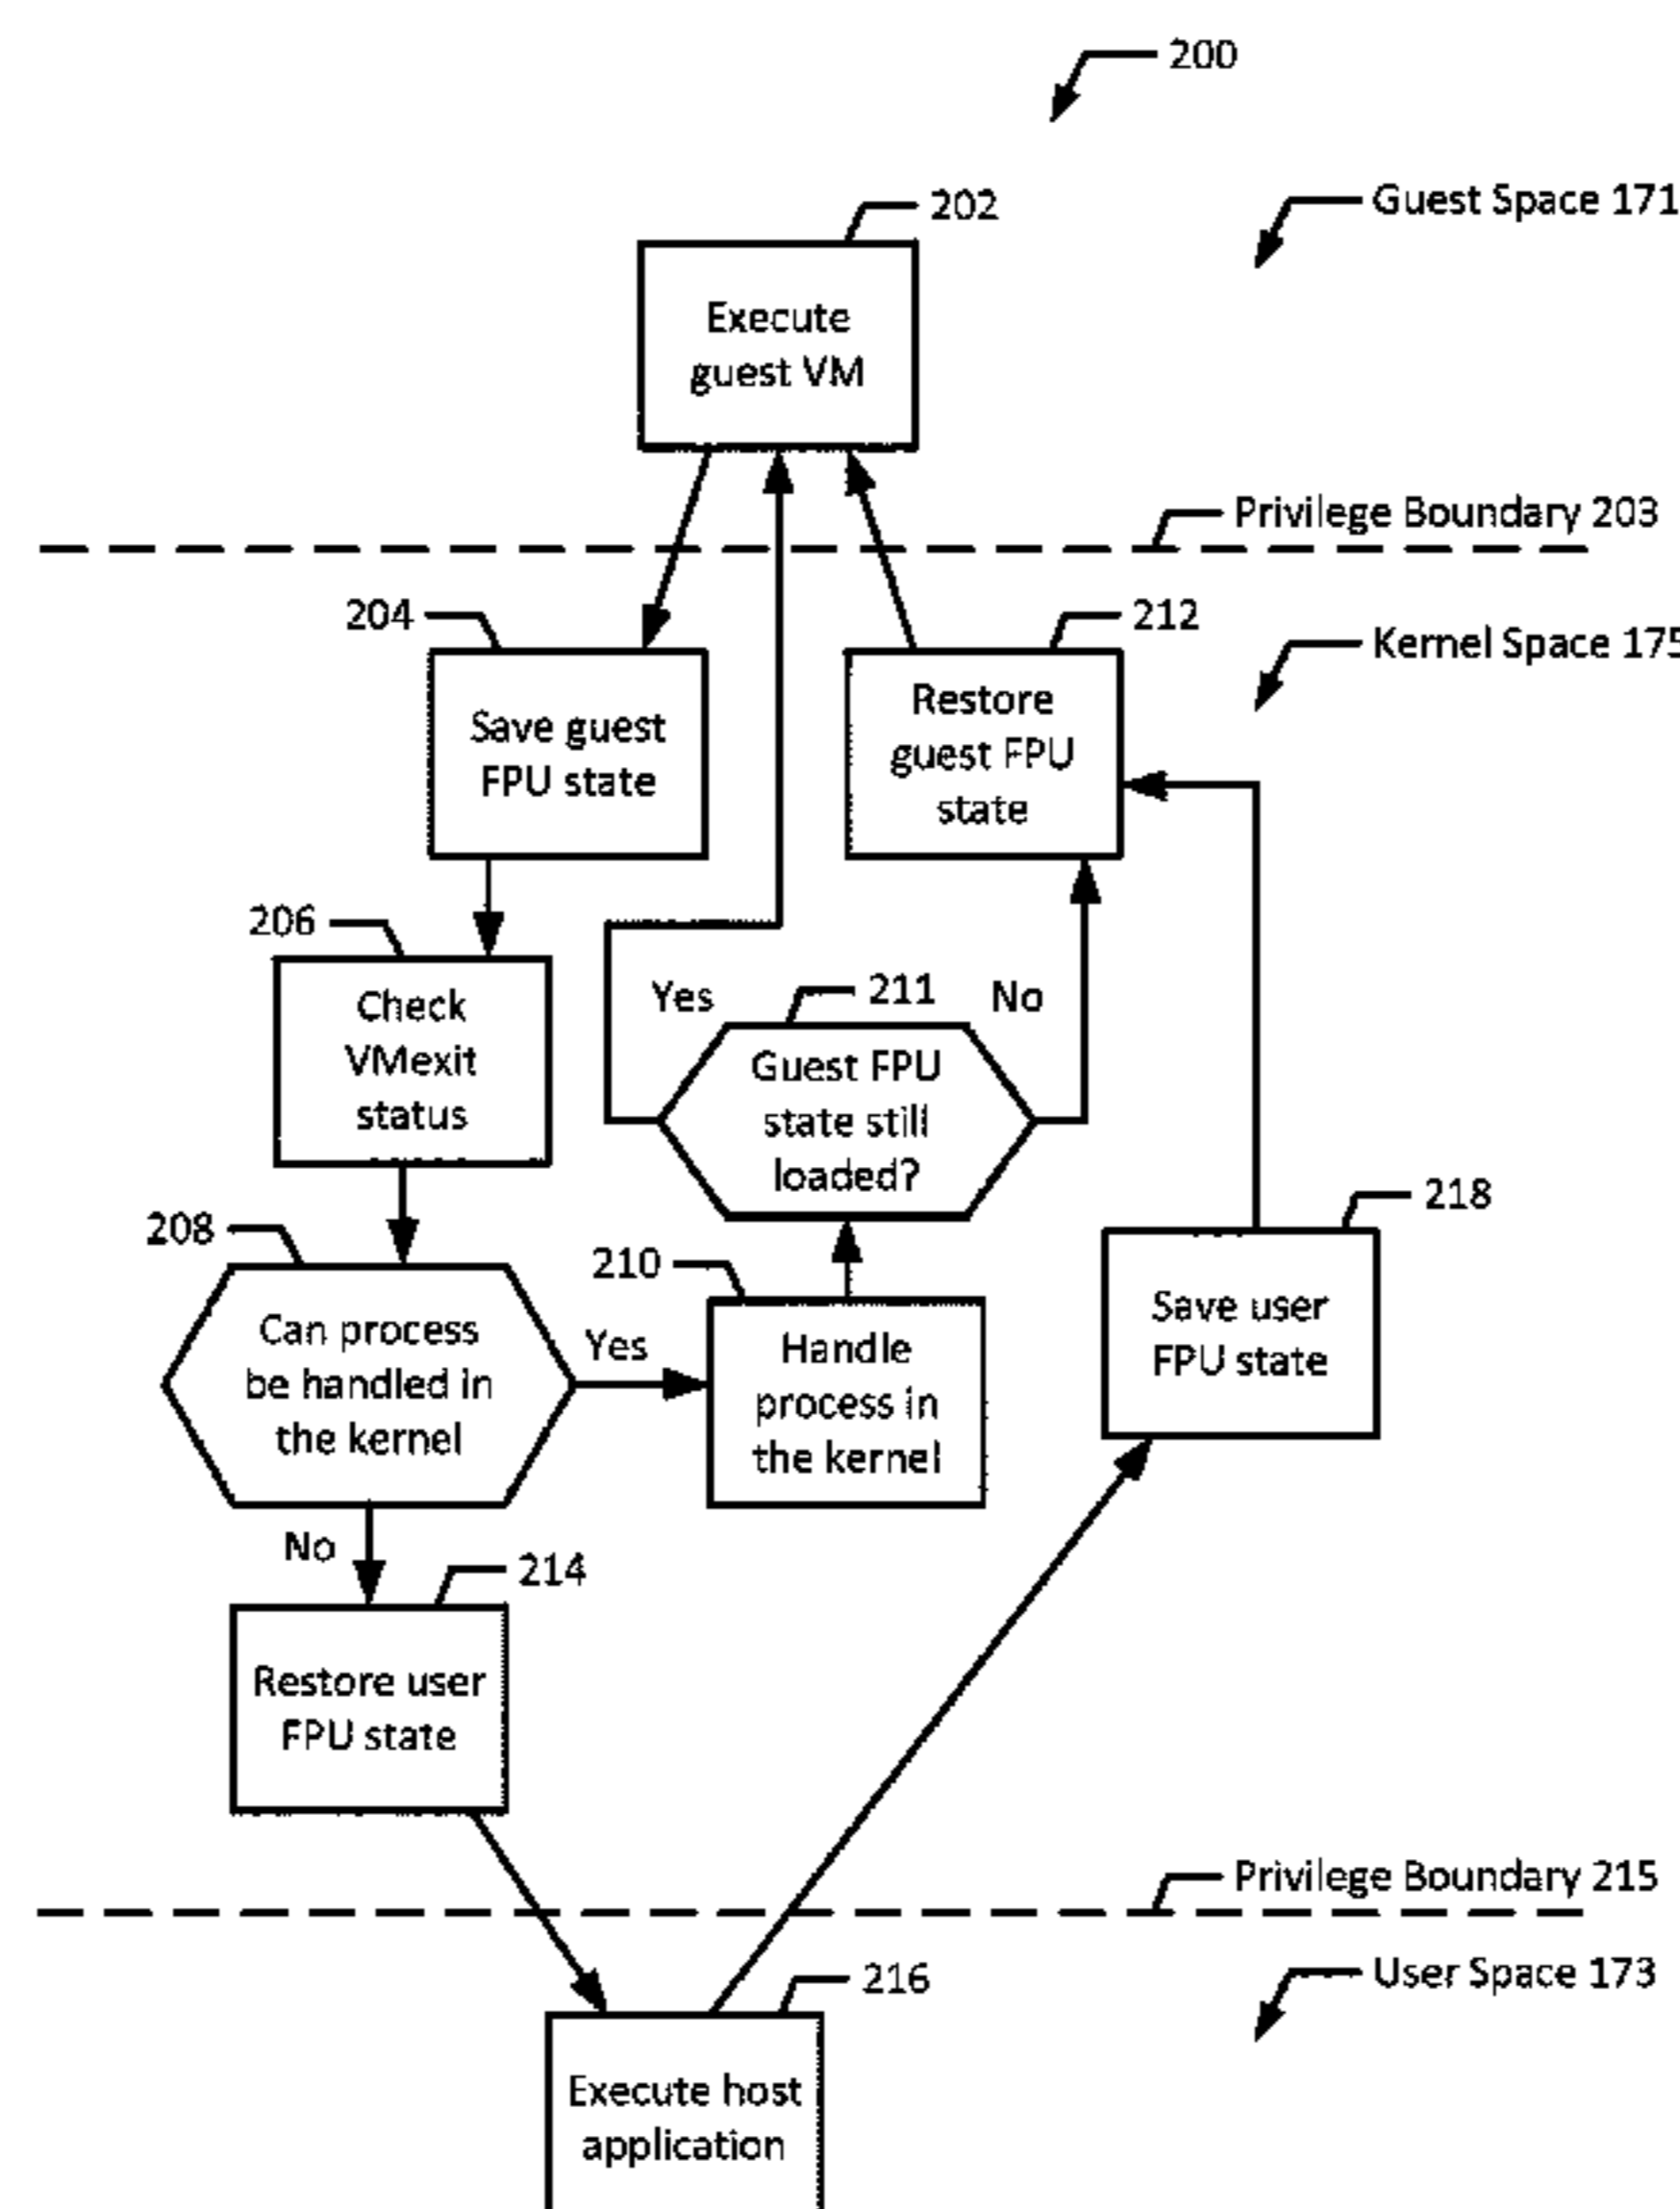 200
Guest Space 171
202
Execute
guest VM
Privilege Boundary 203
204
212
Kernel Space 175
Save guest
FPU state
Restore
guest FPU
state
206
Check
VMexit
status
Yes
211
No
Guest FPU
state still
loaded?
208
210
218
Can process
be handled in
the kernel
Yes
Handle
process in
the kernel
Save user
FPU state
No
214
Restore user
FPU state
Privilege Boundary 215
216
User Space 173
Execute host
application